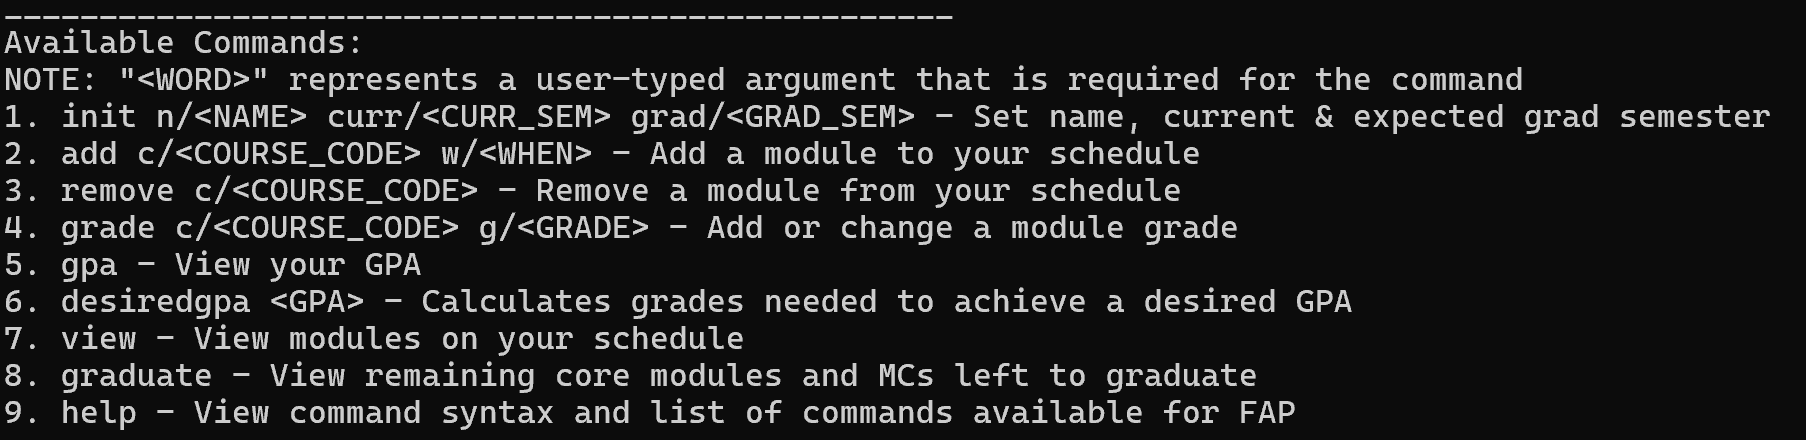 __________________________________________________
Available Commands:
NOTE: "<WORD>" represents a user-typed argument that is required for the command
1. init n/<NAME> curr/<CURR_SEM> grad/<GRAD_SEM> - Set name, current & expected grad semester
2. add c/<COURSE_CODE> w/<WHEN> - Add a module to your schedule
3. remove c/<COURSE_CODE> - Remove a module from your schedule
4. grade c/<COURSE_CODE> g/<GRADE> - Add or change a module grade
5. gpa - View your GPA
6. desiredgpa <GPA> - Calculates grades needed to achieve a desired GPA
7. view - View modules on your schedule
8. graduate - View remaining core modules and MCs left to graduate
9. help - View command syntax and list of commands available for FAP